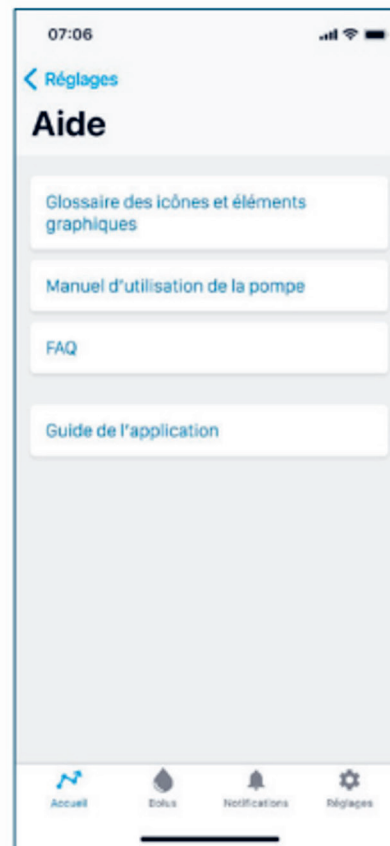 07:06
Réglages
Aide
Glossaire des icônes et éléments
graphiques
Manuel d'utilisation de la pompe
FAQ
Guide de l'application
Accueil
Bolus
Notifications
Réglages